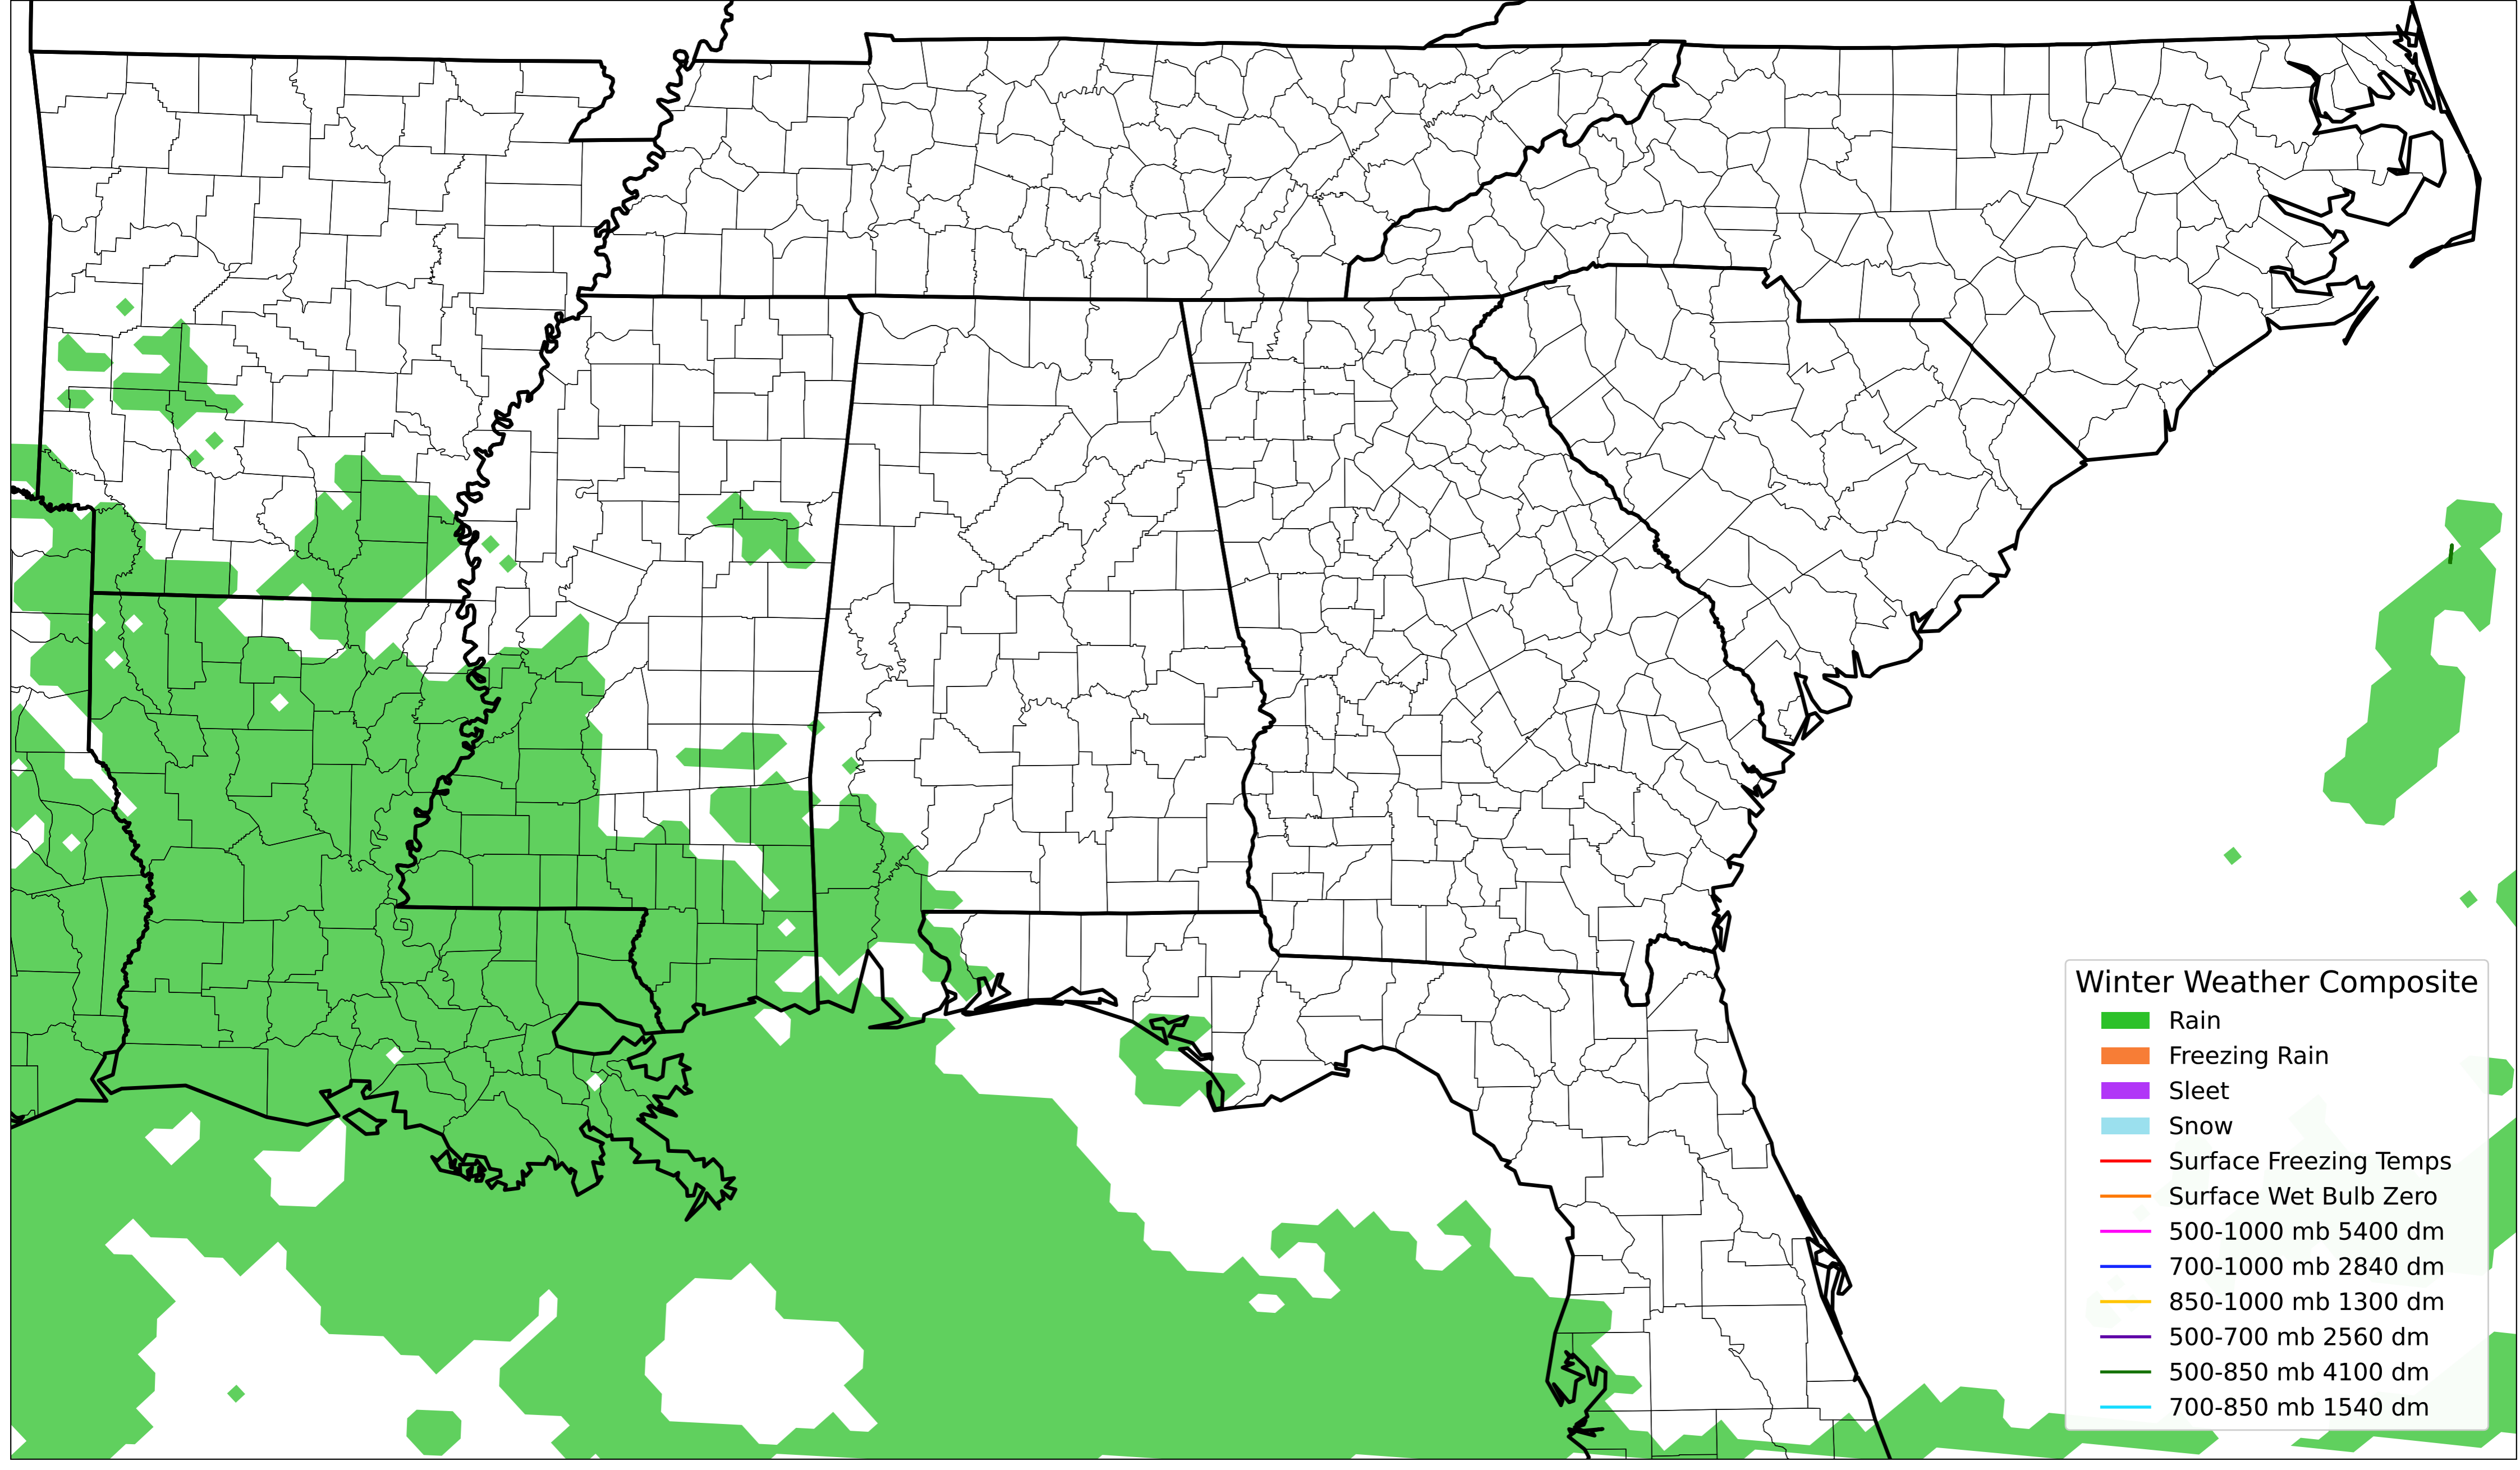 Winter Weather Composite
Rain
Freezing Rain
Sleet
Snow
Surface Freezing Temps
Surface Wet Bulb Zero
500-1000 mb 5400 dm
700-1000 mb 2840 dm
850-1000 mb 1300 dm
500-700 mb 2560 dm
500-850 mb 4100 dm
700-850 mb 1540 dm